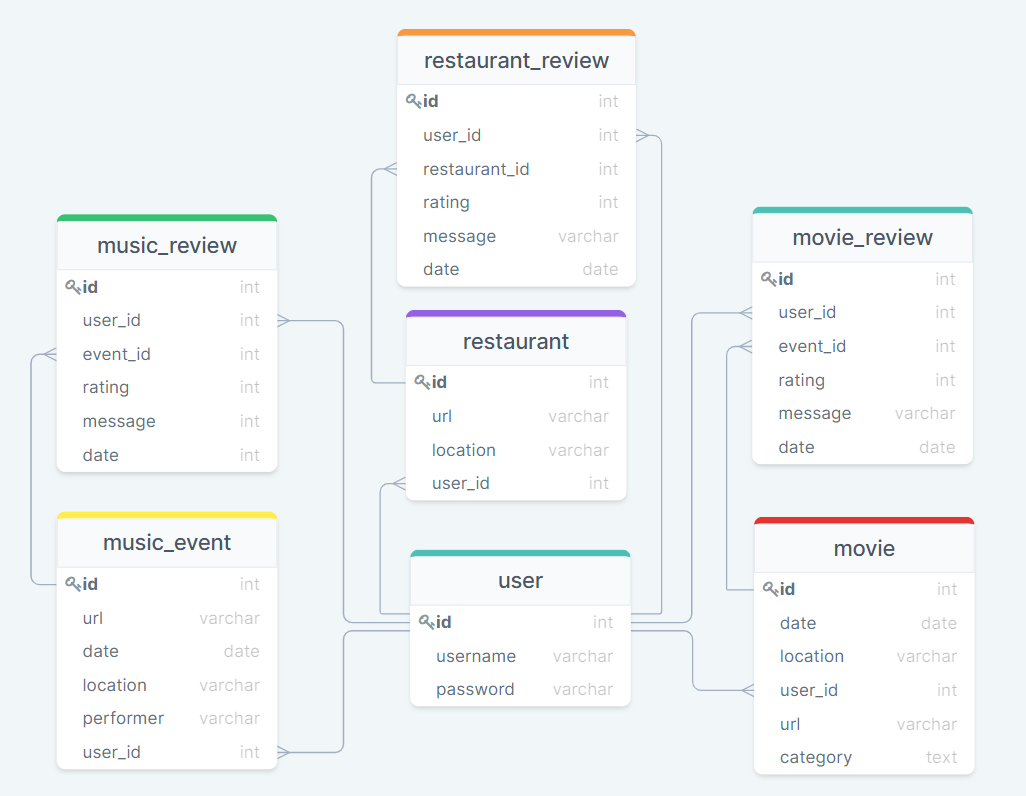 restaurant_review
id int
user_id int
restaurant_id int
rating int
message varchar
date date
music_review
id int
user_id int
event_id int
rating int
message int
date int
restaurant
id int
url varchar
location varchar
user_id int
movie_review
id int
user_id int
event_id int
rating int
message varchar
date date
music_event
id int
url varchar
date date
location varchar
performer varchar
user_id int
user
id int
username varchar
password varchar
movie
id int
date date
location varchar
user_id int
url varchar
category text